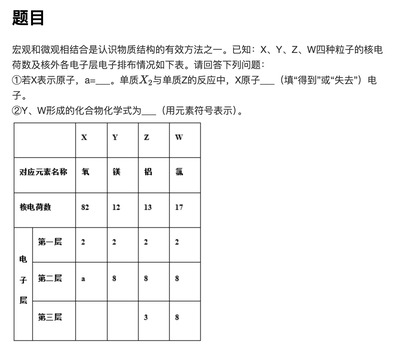 题目
宏观和微观相结合是认识物质结构的有效方法之一。已知：X、Y、Z、W四种粒子的核电
荷数及核外各电子层电子排布情况如下表。请回答下列问题：
①若X表示原子，a=___。单质X₂与单质Z的反应中，X原子___（填“得到”或“失去”）电
子。
②Y、W形成的化合物化学式为___（用元素符号表示）。
X Y Z W
对应元素名称 氧 镁 铝 氯
核电荷数 82 12 13 17
电子层
第一层 2 2 2 2
第二层 a 8 8 8
第三层 3 8